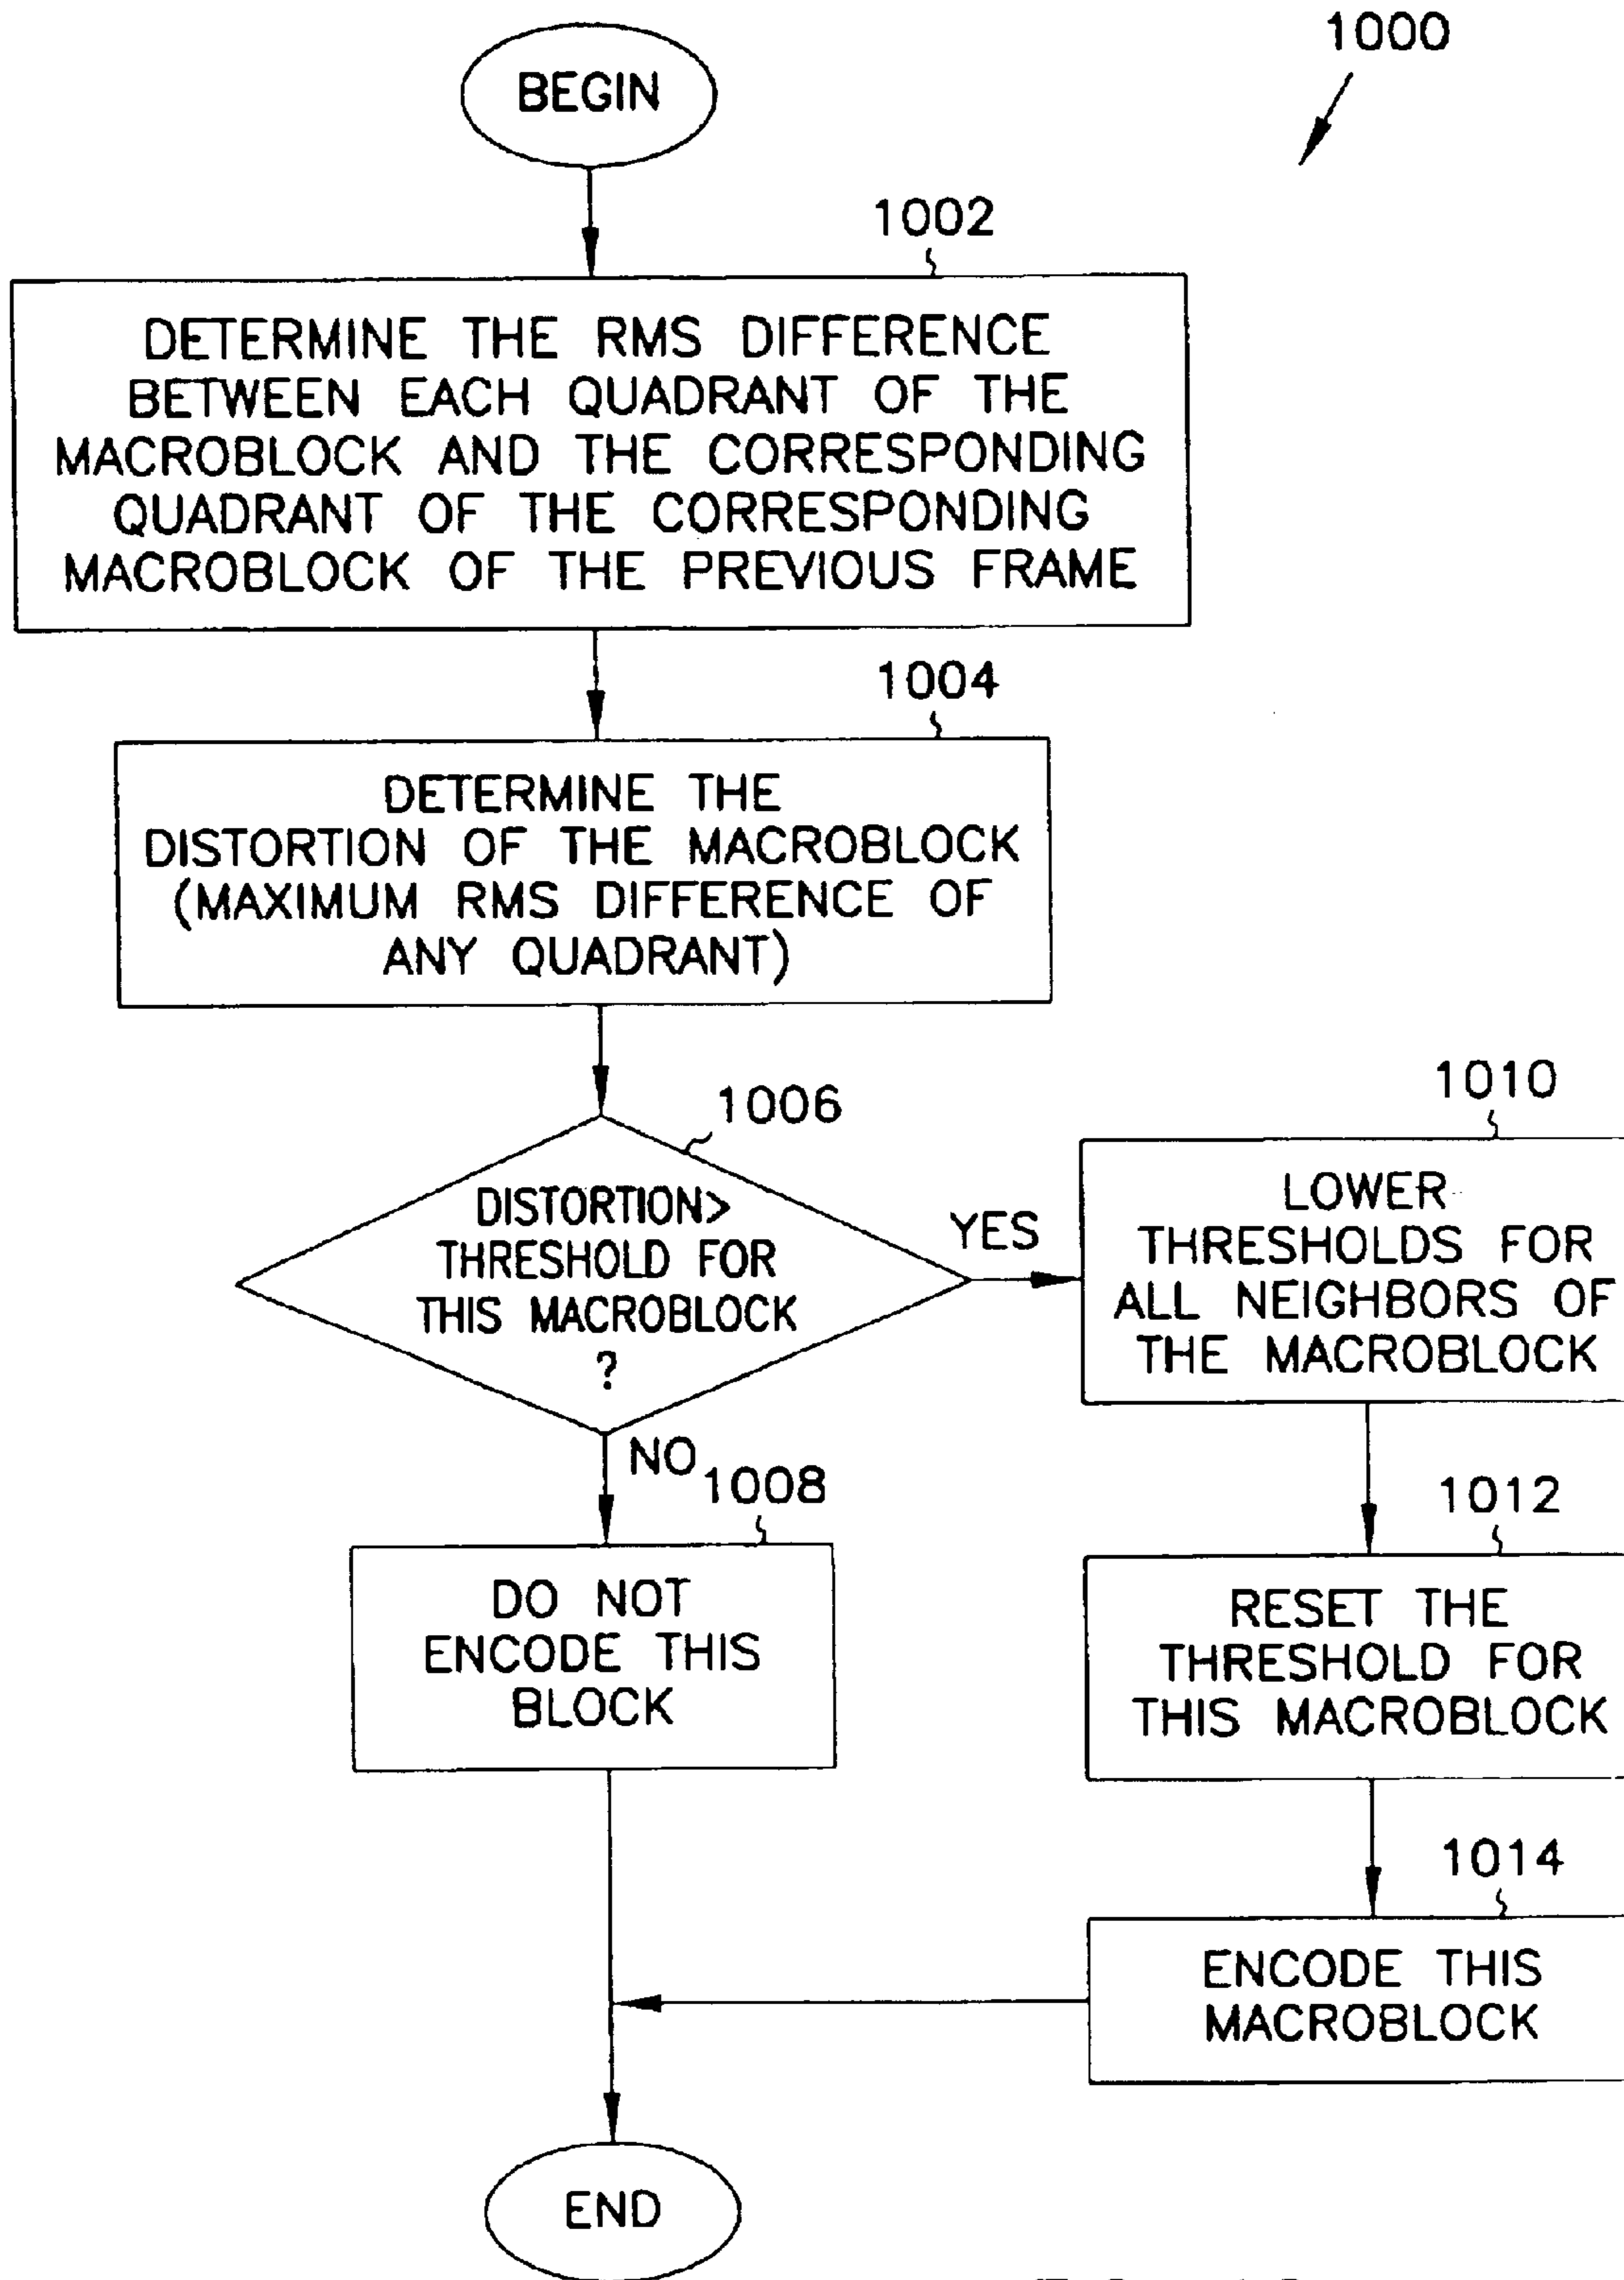 1000
BEGIN
1002
DETERMINE THE RMS DIFFERENCE
BETWEEN EACH QUADRANT OF THE
MACROBLOCK AND THE CORRESPONDING
QUADRANT OF THE CORRESPONDING
MACROBLOCK OF THE PREVIOUS FRAME
1004
DETERMINE THE
DISTORTION OF THE MACROBLOCK
(MAXIMUM RMS DIFFERENCE OF
ANY QUADRANT)
1006
DISTORTION>
THRESHOLD FOR
THIS MACROBLOCK
?
YES
1010
LOWER
THRESHOLDS FOR
ALL NEIGHBORS OF
THE MACROBLOCK
NO
1008
DO NOT
ENCODE THIS
BLOCK
1012
RESET THE
THRESHOLD FOR
THIS MACROBLOCK
1014
ENCODE THIS
MACROBLOCK
END